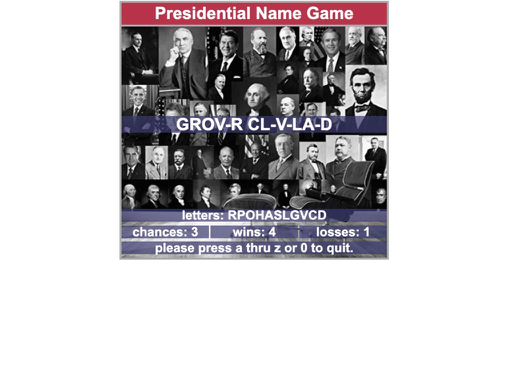 Presidential Name Game
GROV-R CL-V-LA-D
letters: RPOHASLGVCD
chances: 3 wins: 4 losses: 1
please press a thru z or 0 to quit.